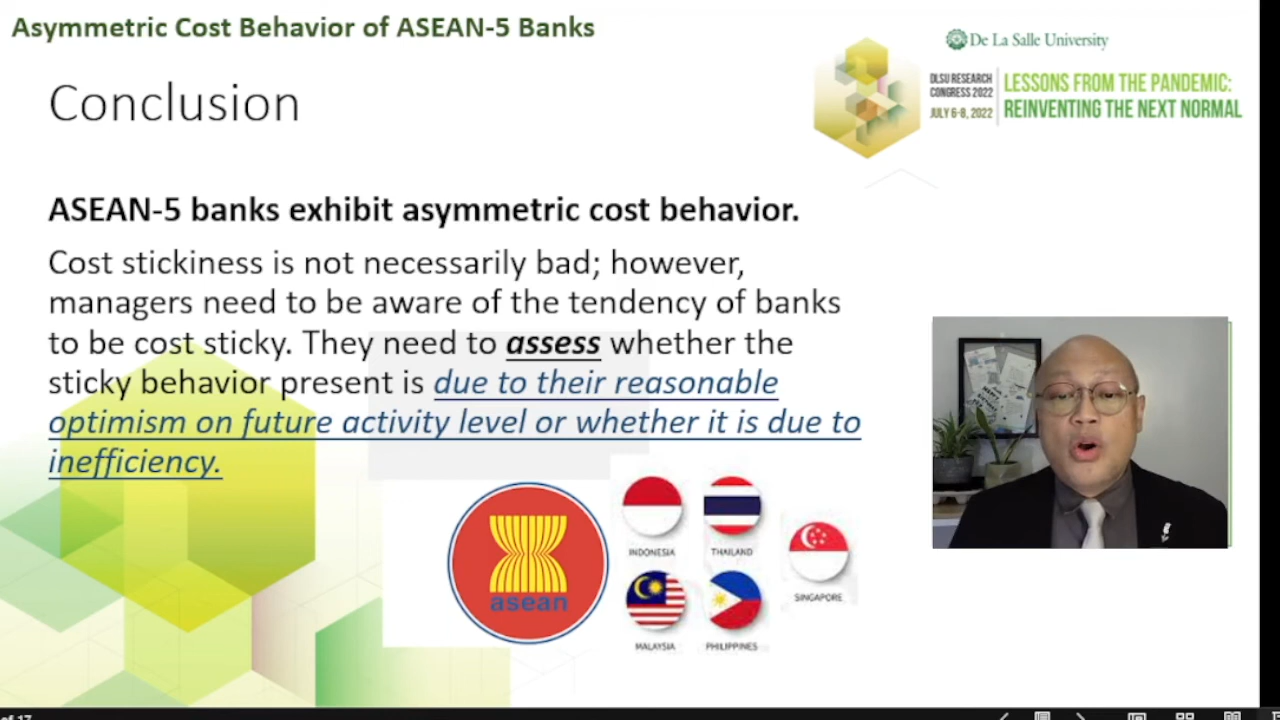 Asymmetric Cost Behavior of ASEAN-5 Banks
De La Salle University
DLSU RESEARCH
CONGRESS 2022
JULY 6-8, 2022
LESSONS FROM THE PANDEMIC:
REINVENTING THE NEXT NORMAL
Conclusion
ASEAN-5 banks exhibit asymmetric cost behavior.
Cost stickiness is not necessarily bad; however,
managers need to be aware of the tendency of banks
to be cost sticky. They need to assess whether the
sticky behavior present is due to their reasonable
optimism on future activity level or whether it is due to
inefficiency.
asean
INDONESIA
THAILAND
SINGAPORE
MALAYSIA
PHILIPPINES
of 17